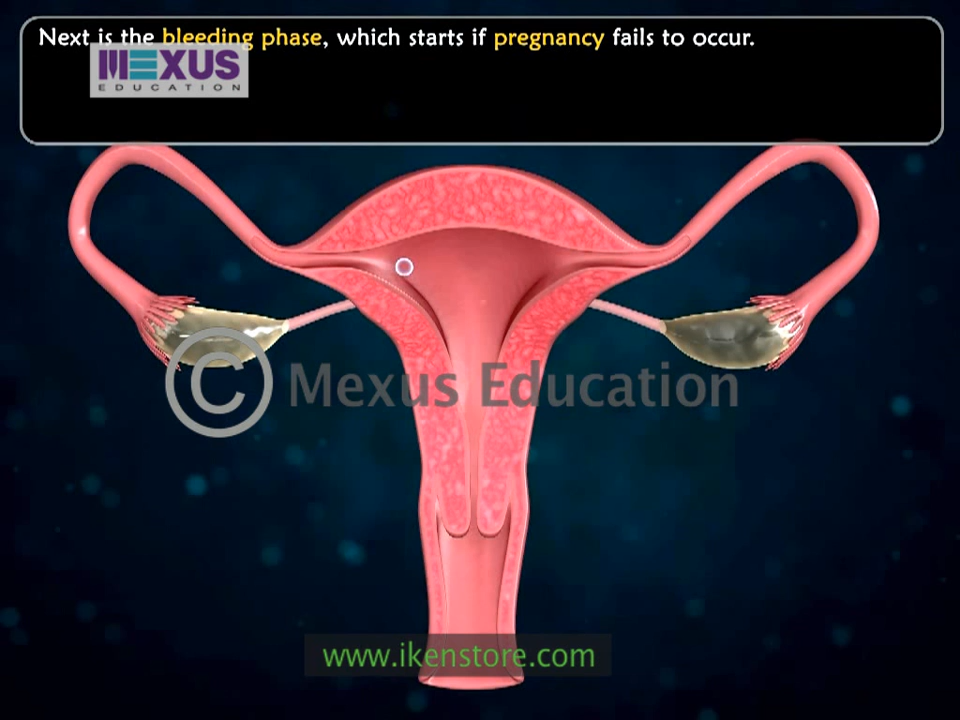 Next is the bleeding phase, which starts if pregnancy fails to occur.
MEXUS
EDUCATION
© Mexus Education
www.ikenstore.com